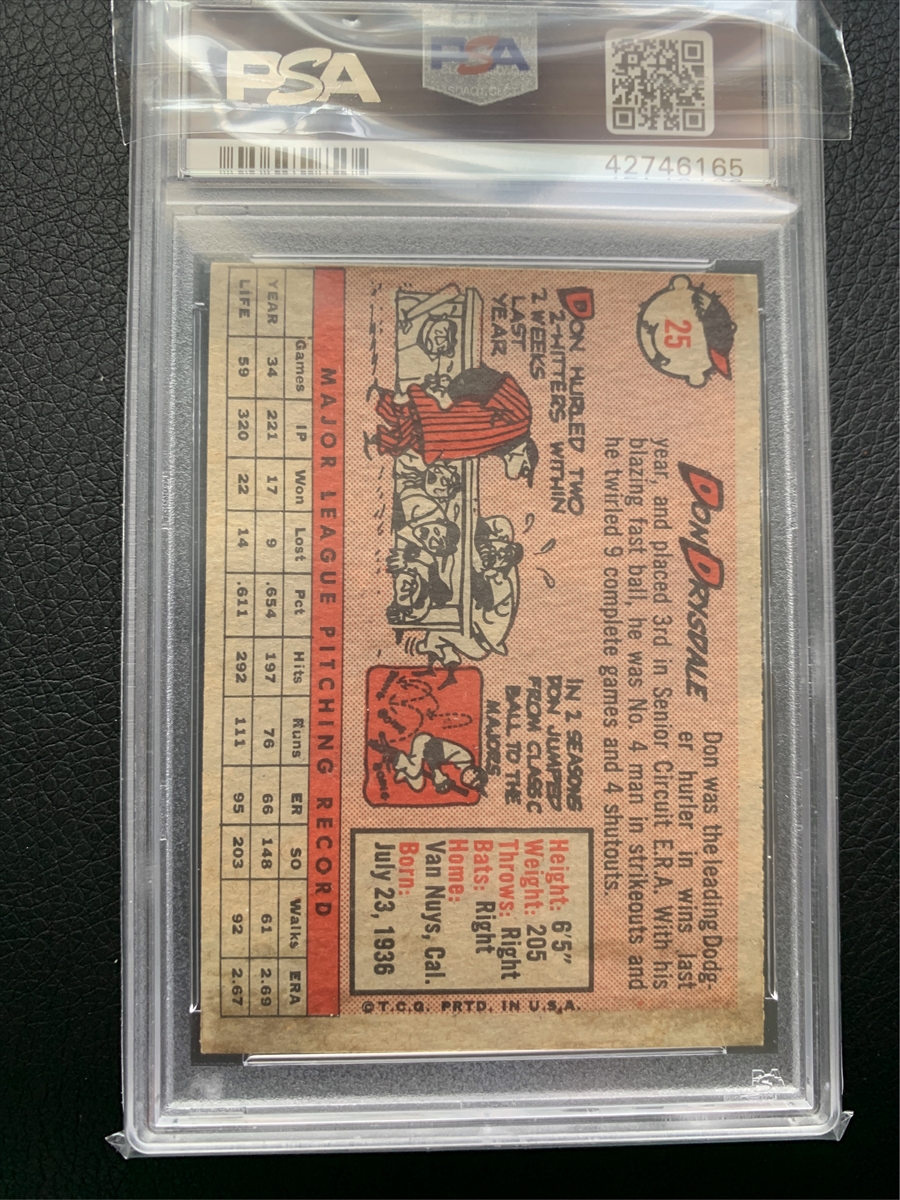 PSA
PSA
42746165
25
DON DRYSDALE
Don was the leading Dodg-
er hurler in wins last
year, and placed 3rd in Senior Circuit E.R.A. With his
blazing fast ball, he was No. 4 man in strikeouts and
he twirled 9 complete games and 4 shutouts.
DON HURLED TWO
2-HITTERS WITHIN
2 WEEKS
LAST
YEAR
IN 2 SEASONS
DON JUMPED
FROM CLASS C
BALL TO THE
MAJORS
BOING
Height: 6'5"
Weight: 205
Throws: Right
Bats: Right
Home:
Van Nuys, Cal.
Born:
July 23, 1936
© T.C.G. PRTD. IN U.S.A.
MAJOR LEAGUE PITCHING RECORD
Games IP Won Lost Pct Hits Runs ER SO Walks ERA
YEAR 34 221 17 9 .654 197 76 66 148 61 2.69
LIFE 59 320 22 14 .611 292 111 95 203 92 2.67